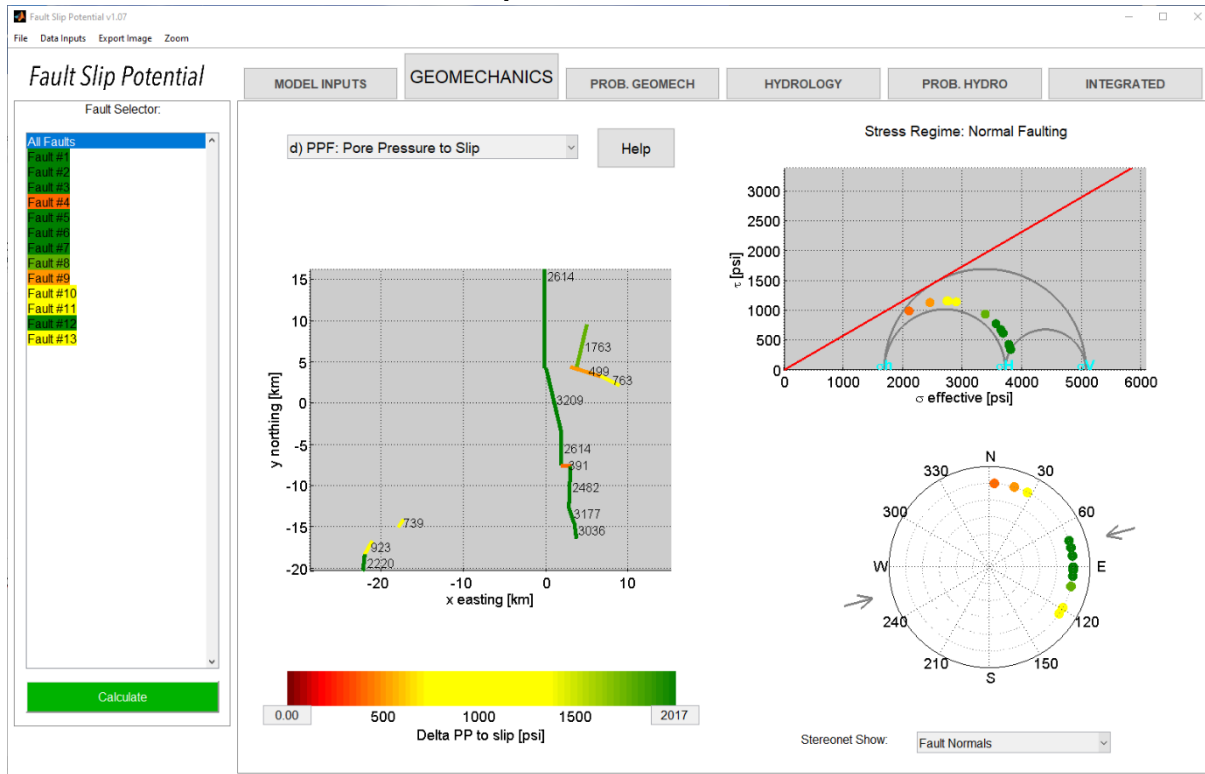 Fault Slip Potential v1.07
File Data Inputs Export Image Zoom
Fault Slip Potential
MODEL INPUTS
GEOMECHANICS
PROB. GEOMECH
HYDROLOGY
PROB. HYDRO
INTEGRATED
Fault Selector:
All Faults
Fault #1
Fault #2
Fault #3
Fault #4
Fault #5
Fault #6
Fault #7
Fault #8
Fault #9
Fault #10
Fault #11
Fault #12
Fault #13
Calculate
d) PPF: Pore Pressure to Slip
Help
15
10
5
0
-5
-10
-15
-20
y northing [km]
2614
1763
499
763
3209
2614
391
2462
3177
3036
739
923
2220
-20
-10
0
10
x easting [km]
0.00
500
1000
1500
2017
Delta PP to slip [psi]
Stress Regime: Normal Faulting
3000
2500
2000
1500
1000
500
0
τ [psi]
0
1000
2000
3000
4000
5000
6000
σ effective [psi]
N
30
60
E
120
150
S
210
240
W
300
330
Stereonet Show:
Fault Normals